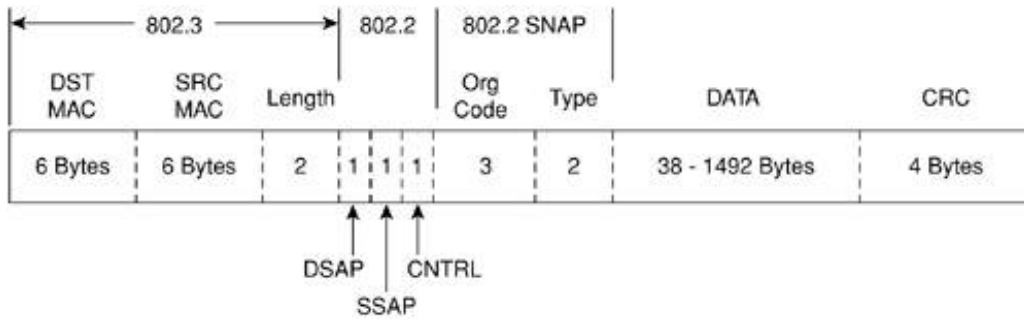 802.3 802.2 802.2 SNAP
DST MAC SRC MAC Length Org Code Type DATA CRC
6 Bytes 6 Bytes 2 1 1 1 3 2 38 - 1492 Bytes 4 Bytes
DSAP CNTRL
SSAP